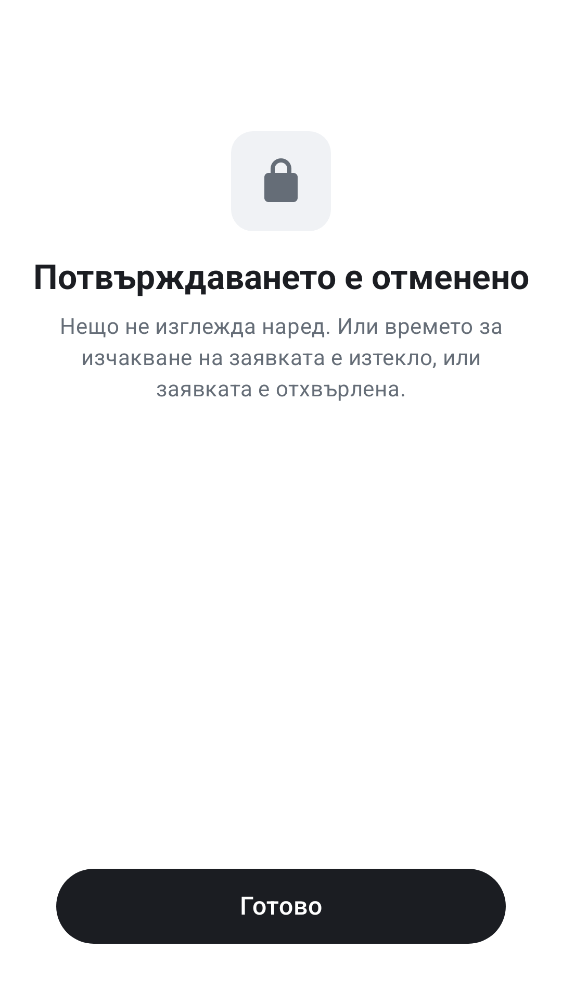 Потвърждаването е отменено
Нещо не изглежда наред. Или времето за
изчакване на заявката е изтекло, или
заявката е отхвърлена.
Готово